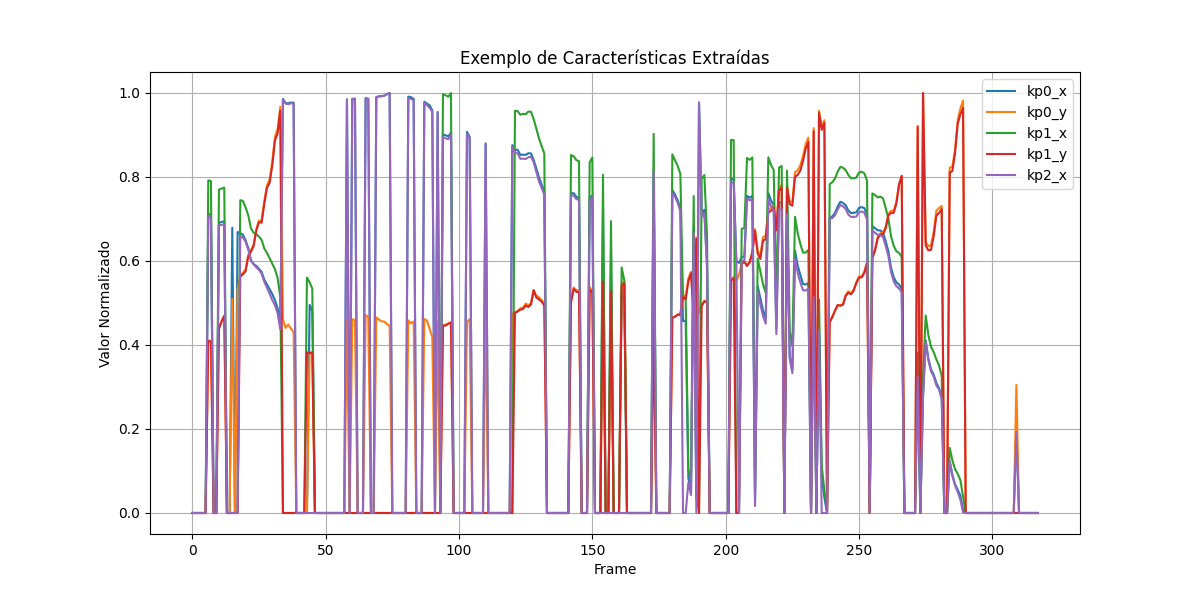 Exemplo de Características Extraídas
kp0_x
kp0_y
kp1_x
kp1_y
kp2_x
Valor Normalizado
1.0
0.8
0.6
0.4
0.2
0.0
0 50 100 150 200 250 300
Frame